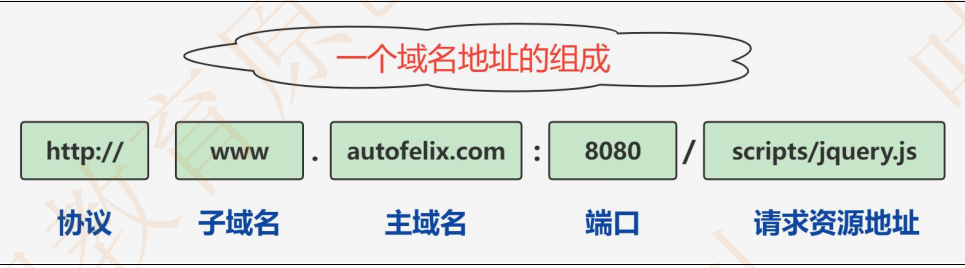 一个域名地址的组成
http:// www . autofelix.com : 8080 / scripts/jquery.js
协议 子域名 主域名 端口 请求资源地址